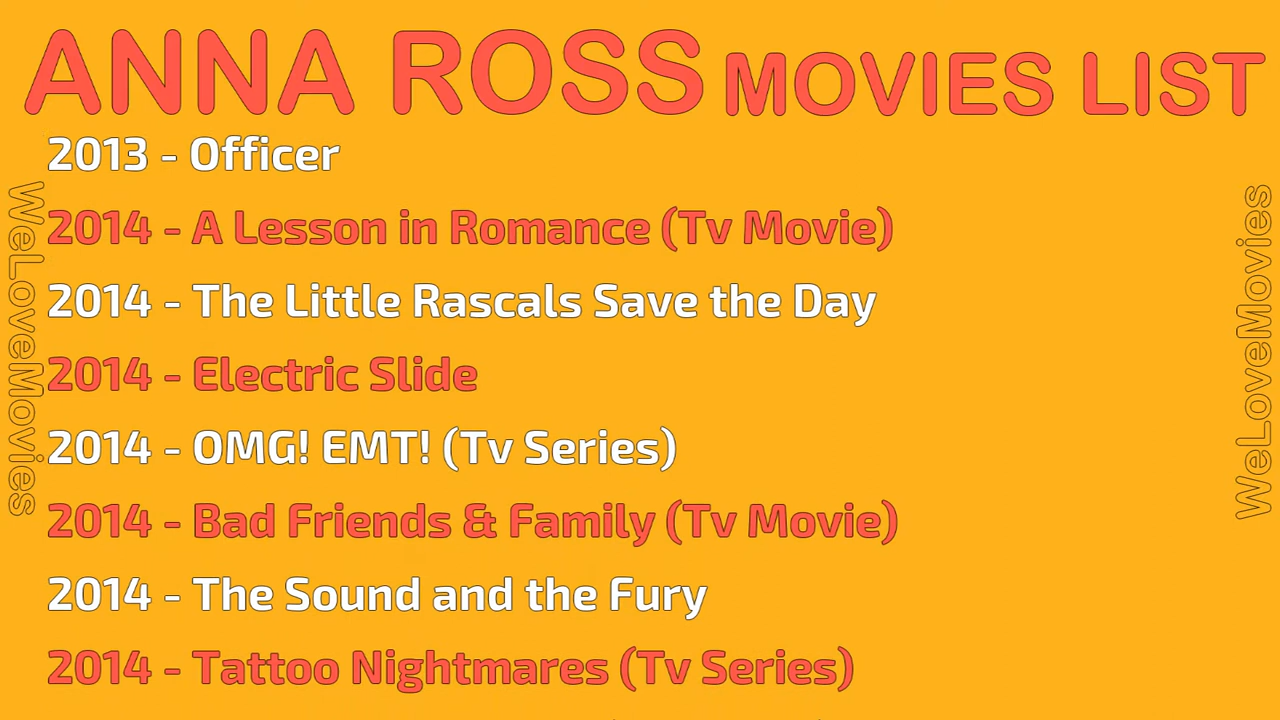 ANNA ROSS MOVIES LIST
2013 - Officer
2014 - A Lesson in Romance (Tv Movie)
2014 - The Little Rascals Save the Day
2014 - Electric Slide
2014 - OMG! EMT! (Tv Series)
2014 - Bad Friends & Family (Tv Movie)
2014 - The Sound and the Fury
2014 - Tattoo Nightmares (Tv Series)
WeLoveMovies
WeLoveMovies